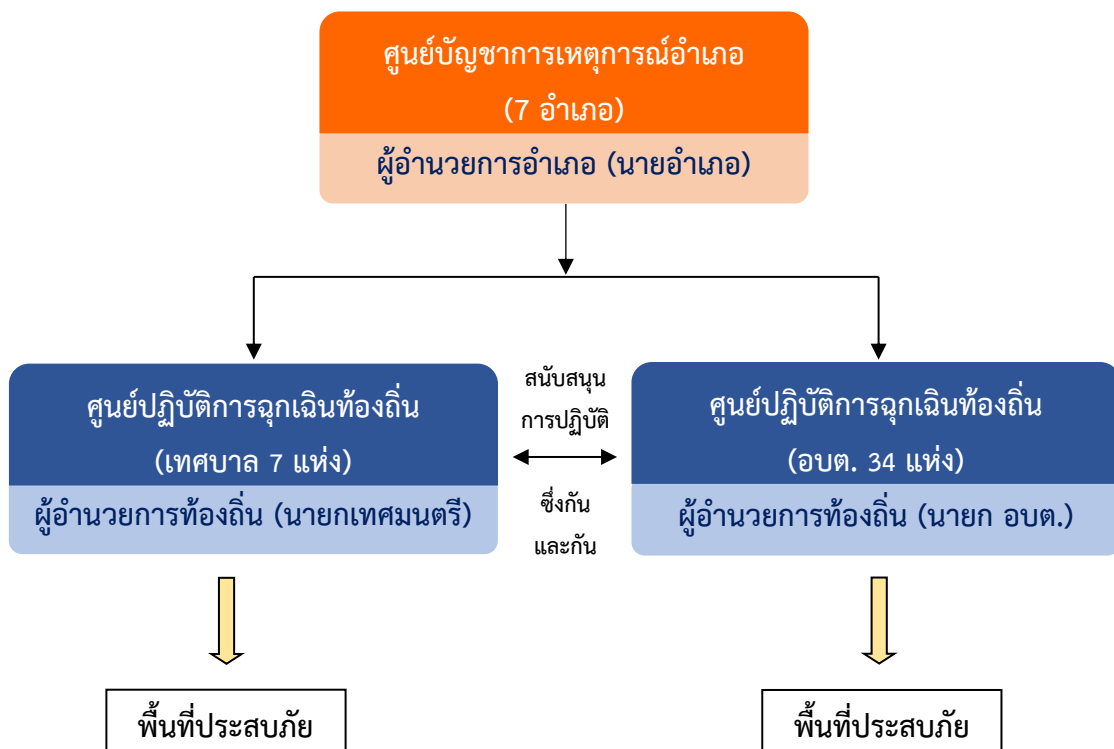 ศูนย์บัญชาการเหตุการณ์อำเภอ
(7 อำเภอ)
ผู้อำนวยการอำเภอ (นายอำเภอ)
ศูนย์ปฏิบัติการฉุกเฉินท้องถิ่น
(เทศบาล 7 แห่ง)
ผู้อำนวยการท้องถิ่น (นายกเทศมนตรี)
สนับสนุน
การปฏิบัติ
ซึ่งกัน
และกัน
ศูนย์ปฏิบัติการฉุกเฉินท้องถิ่น
(อบต. 34 แห่ง)
ผู้อำนวยการท้องถิ่น (นายก อบต.)
พื้นที่ประสบภัย
พื้นที่ประสบภัย